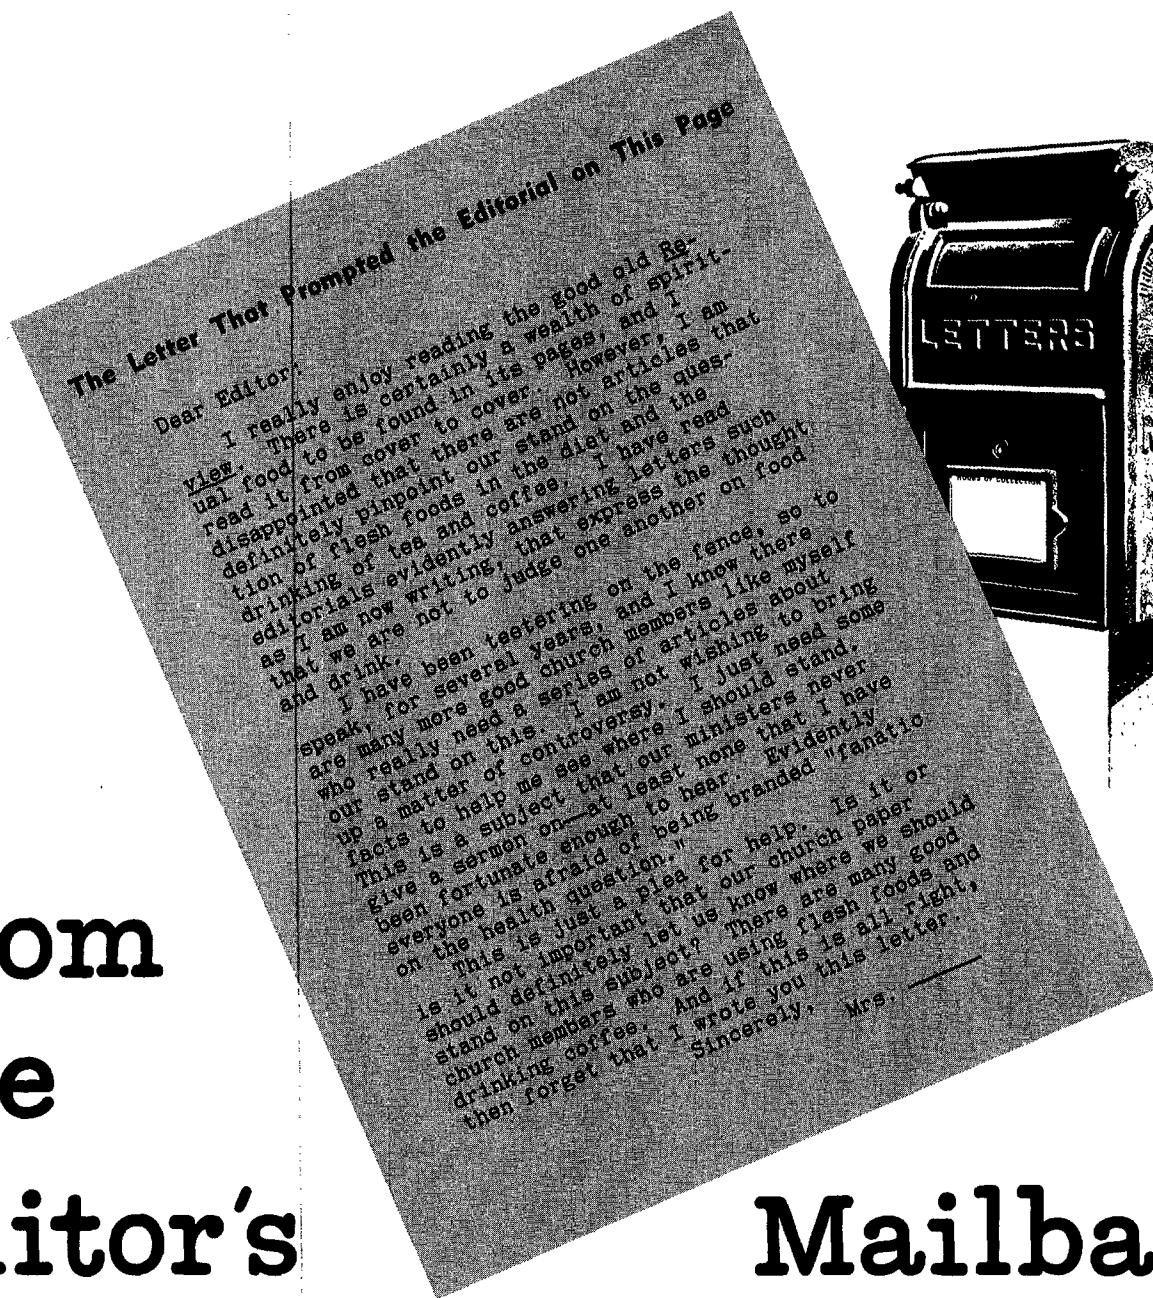 The Letter That Prompted the Editorial on This Page
Dear Editor:
I really enjoy reading the good old Re-
view. There is certainly a wealth of spirit-
ual food to be found in its pages, and I
read it from cover to cover. However, I am
disappointed that there are not articles that
definitely pinpoint our stand on the ques-
tion of flesh foods in the diet and the
drinking of tea and coffee. I have read
editorials evidently answering letters such
as I am now writing, that express the thought
that we are not to judge one another on food
and drink.
I have been teetering on the fence, so to
speak, for several years, and I know there
are many more good church members like myself
who really need a series of articles about
our stand on this. I am not wishing to bring
up a matter of controversy. I just need some
facts to help me see where I should stand.
This is a subject that our ministers never
give a sermon on—at least none that I have
been fortunate enough to hear. Evidently
everyone is afraid of being branded "fanatic
on the health question."
This is just a plea for help. Is it or
is it not important that our church paper
should definitely let us know where we should
stand on this subject? There are many good
church members who are using flesh foods and
drinking coffee. And if this is all right,
then forget that I wrote you this letter.
Sincerely, Mrs.
LETTERS
om
e
itor's
Mailba